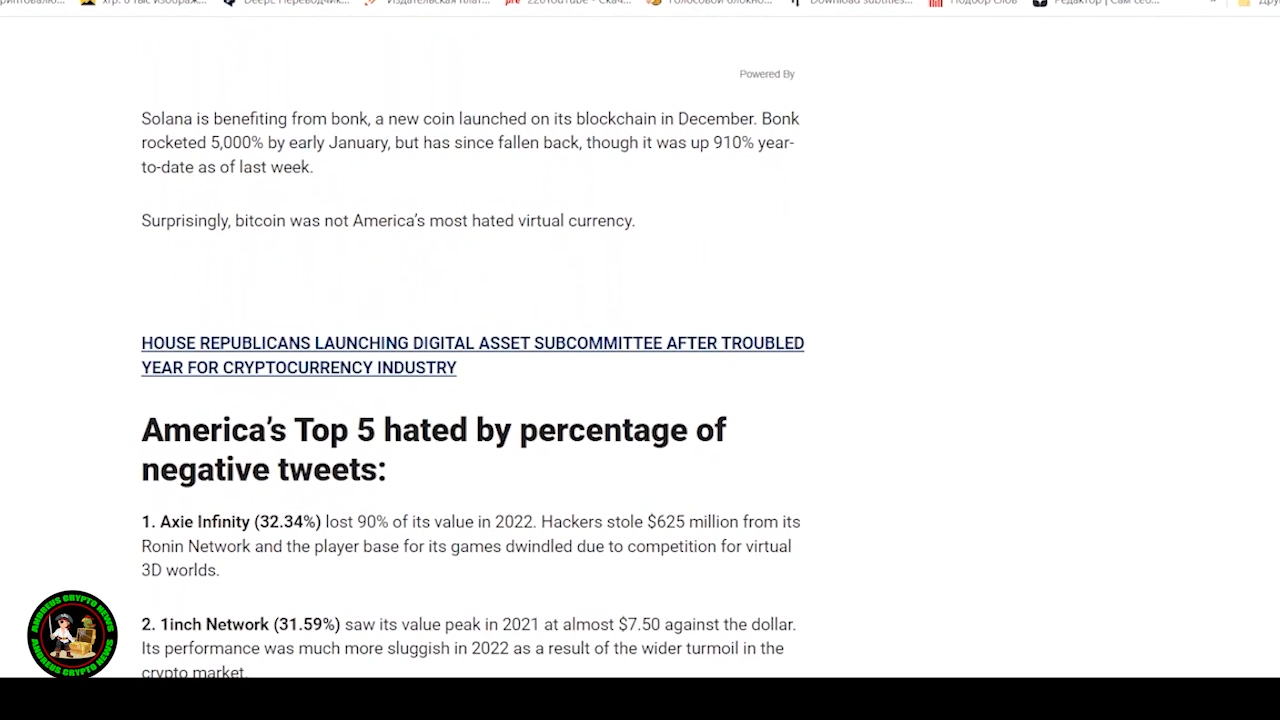 Powered By
Solana is benefiting from bonk, a new coin launched on its blockchain in December. Bonk
rocketed 5,000% by early January, but has since fallen back, though it was up 910% year-
to-date as of last week.
Surprisingly, bitcoin was not America’s most hated virtual currency.
HOUSE REPUBLICANS LAUNCHING DIGITAL ASSET SUBCOMMITTEE AFTER TROUBLED
YEAR FOR CRYPTOCURRENCY INDUSTRY
America’s Top 5 hated by percentage of
negative tweets:
1. Axie Infinity (32.34%) lost 90% of its value in 2022. Hackers stole $625 million from its
Ronin Network and the player base for its games dwindled due to competition for virtual
3D worlds.
2. 1inch Network (31.59%) saw its value peak in 2021 at almost $7.50 against the dollar.
Its performance was much more sluggish in 2022 as a result of the wider turmoil in the
crypto market.
ANDREUS CRYPTO NEWS
ANDREUS CRYPTO NEWS